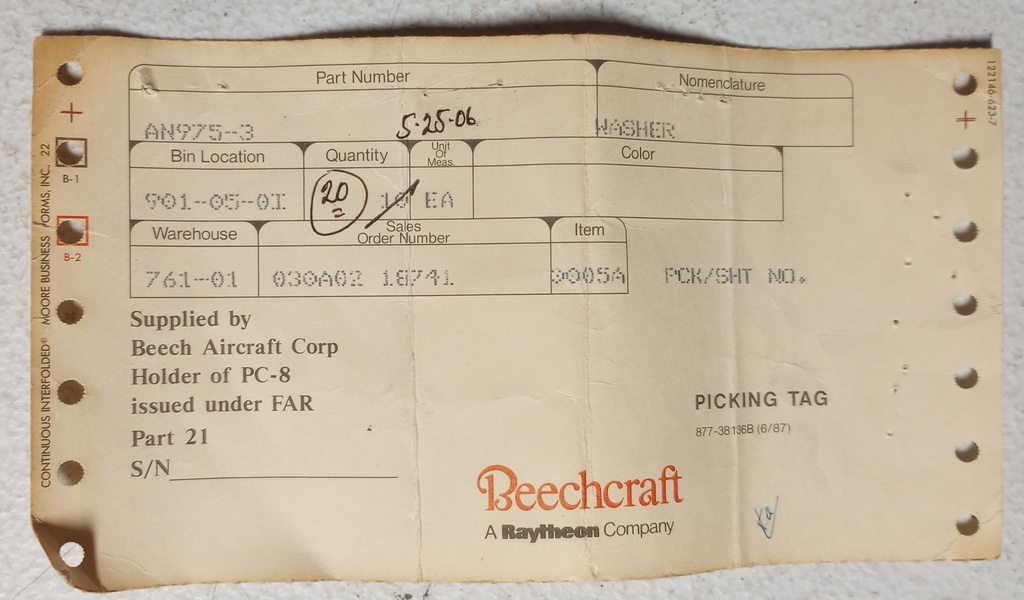 Part Number
Nomenclature
AN975-3
5-25-06
WASHER
Bin Location
Quantity
Unit
Of
Meas.
Color
901-05-0I
20
10 EA
Warehouse
Sales
Order Number
Item
761-01
030A02 18741
0005A
PCK/SHT NO.
Supplied by
Beech Aircraft Corp
Holder of PC-8
issued under FAR
Part 21
S/N
PICKING TAG
877-38136B (6/87)
Beechcraft
A Raytheon Company
B-1
B-2
CONTINUOUS INTERFOLDED® MOORE BUSINESS FORMS, INC., 22
122146-623-7